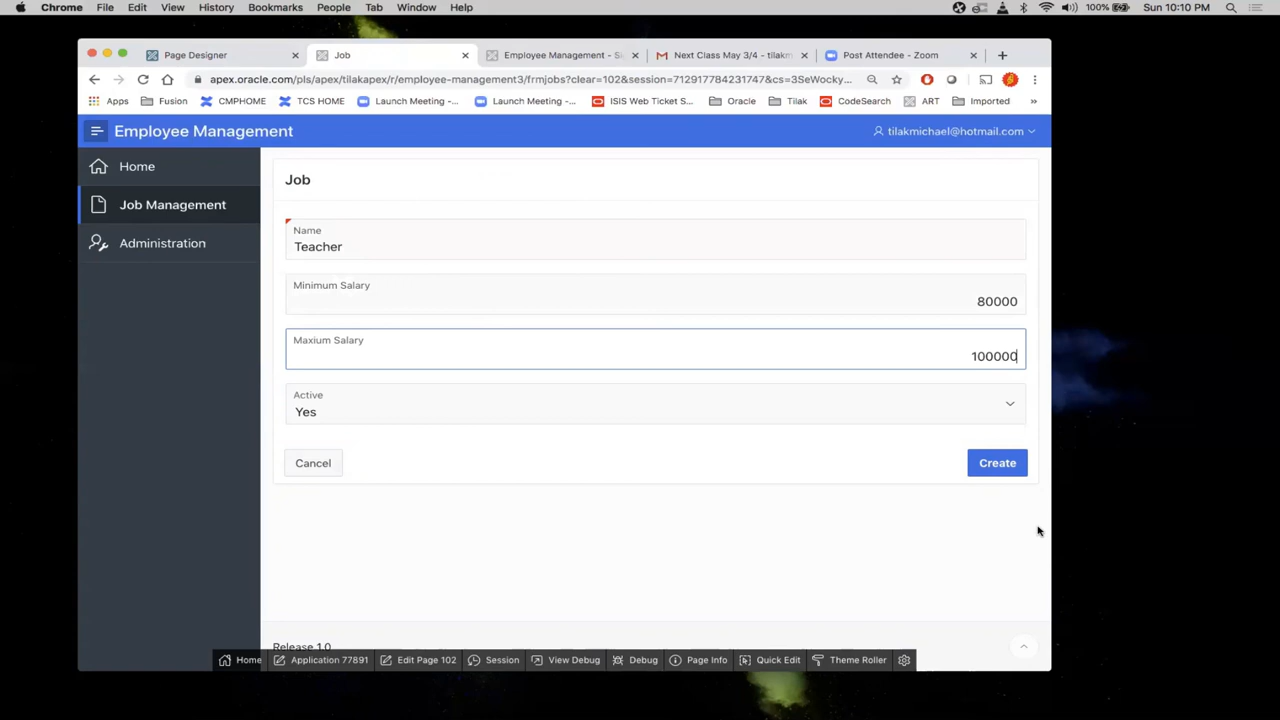 Chrome File Edit View History Bookmarks People Tab Window Help 100% Sun 10:10 PM
Page Designer Job Employee Management - Si Next Class May 3/4 - tilakm Post Attendee - Zoom
apex.oracle.com/pls/apex/tilakapex/r/employee-management3/frmjobs?clear=102&session=712917784231747&cs=3SeWocky...
Apps Fusion CMPHOME TCS HOME Launch Meeting -... Launch Meeting -... ISIS Web Ticket S... Oracle Tilak CodeSearch ART Imported »
Employee Management tilakmichael@hotmail.com
Home
Job Management
Administration
Job
Name
Teacher
Minimum Salary
80000
Maxium Salary
100000
Active
Yes
Cancel Create
Release 1.0
Home Application 77891 Edit Page 102 Session View Debug Debug Page Info Quick Edit Theme Roller